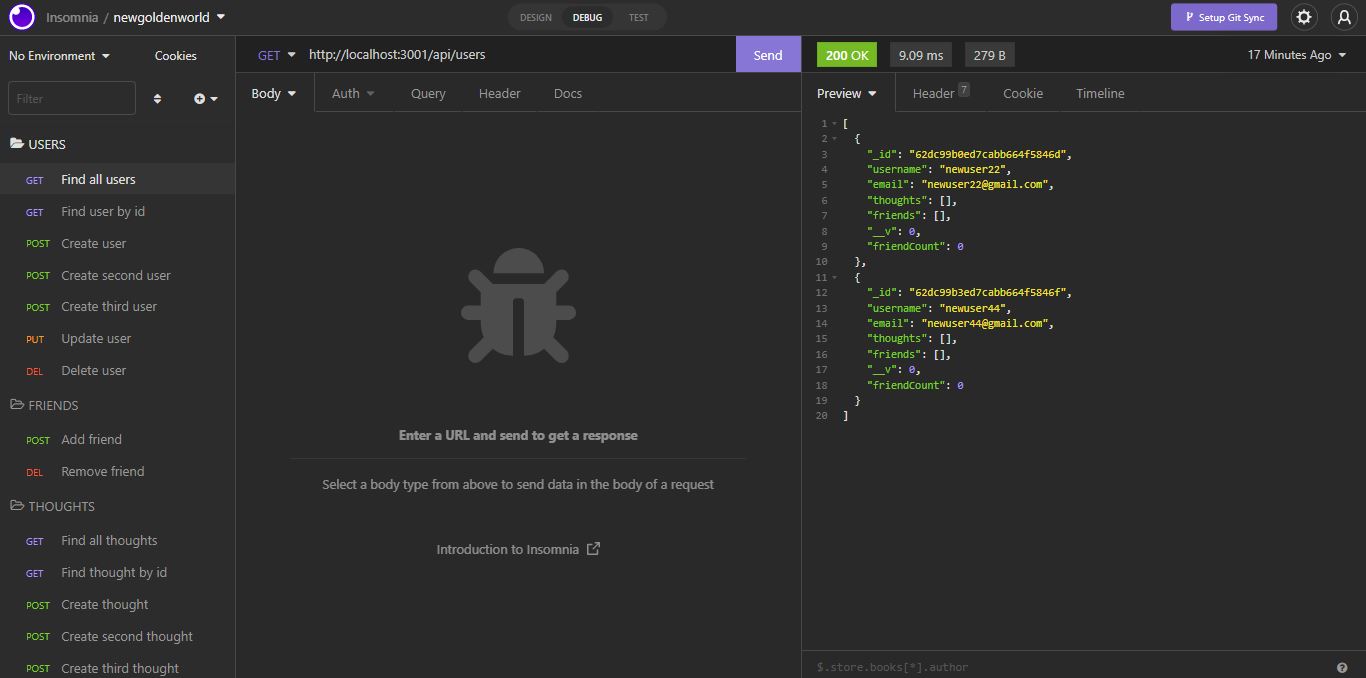 Insomnia / newgoldenworld
DESIGN DEBUG TEST
Setup Git Sync
No Environment Cookies
Filter
USERS
GET Find all users
GET Find user by id
POST Create user
POST Create second user
POST Create third user
PUT Update user
DEL Delete user
FRIENDS
POST Add friend
DEL Remove friend
THOUGHTS
GET Find all thoughts
GET Find thought by id
POST Create thought
POST Create second thought
POST Create third thought
GET http://localhost:3001/api/users Send
Body Auth Query Header Docs
Enter a URL and send to get a response
Select a body type from above to send data in the body of a request
Introduction to Insomnia
200 OK 9.09 ms 279 B 17 Minutes Ago
Preview Header 7 Cookie Timeline
1 [
2 {
3 "_id": "62dc99b0ed7cabb664f5846d",
4 "username": "newuser22",
5 "email": "newuser22@gmail.com",
6 "thoughts": [],
7 "friends": [],
8 "__v": 0,
9 "friendCount": 0
10 },
11 {
12 "_id": "62dc99b3ed7cabb664f5846f",
13 "username": "newuser44",
14 "email": "newuser44@gmail.com",
15 "thoughts": [],
16 "friends": [],
17 "__v": 0,
18 "friendCount": 0
19 }
20 ]
$.store.books[*].author